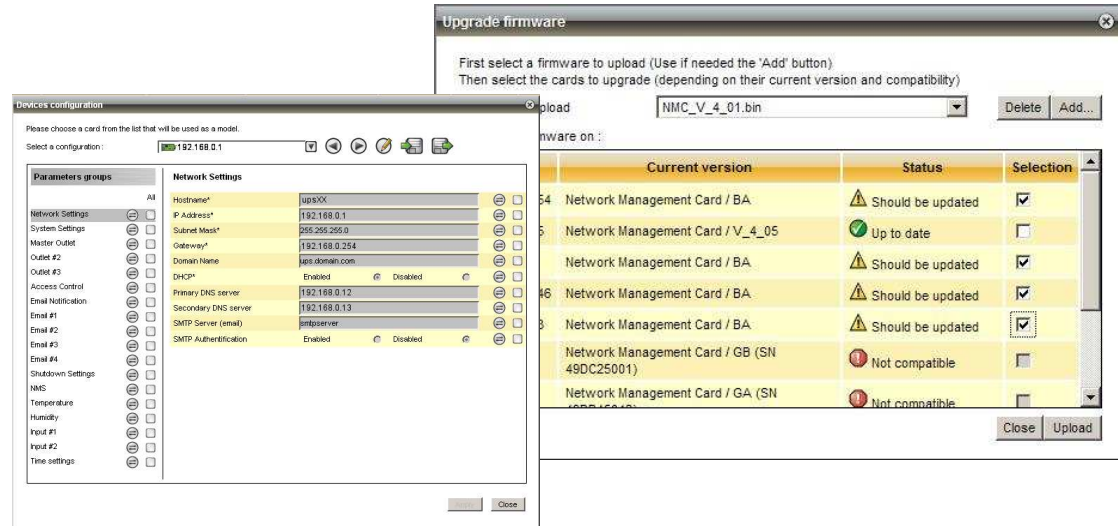 Upgrade firmware
First select a firmware to upload (Use if needed the 'Add' button)
Then select the cards to upgrade (depending on their current version and compatibility)
pload NMC_V_4_01.bin Delete Add...
mware on :
Current version Status Selection
54 Network Management Card / BA Should be updated
Network Management Card / V_4_05 Up to date
Network Management Card / BA Should be updated
46 Network Management Card / BA Should be updated
Network Management Card / BA Should be updated
Network Management Card / GB (SN
49DC25001) Not compatible
Network Management Card / GA (SN
Not compatible
Close Upload
Devices configuration
Please choose a card from the list that will be used as a model.
Select a configuration : 192.168.0.1
Parameters groups
All
Network Settings
System Settings
Master Outlet
Outlet #2
Outlet #3
Access Control
Email Notification
Email #1
Email #2
Email #3
Email #4
Shutdown Settings
NMS
Temperature
Humidity
Input #1
Input #2
Time settings
Network Settings
Hostname* upsXX
IP Address* 192.168.0.1
Subnet Mask* 255.255.255.0
Gateway* 192.168.0.254
Domain Name ups.domain.com
DHCP* Enabled Disabled
Primary DNS server 192.168.0.12
Secondary DNS server 192.168.0.13
SMTP Server (email) smtpserver
SMTP Authentification Enabled Disabled
Close